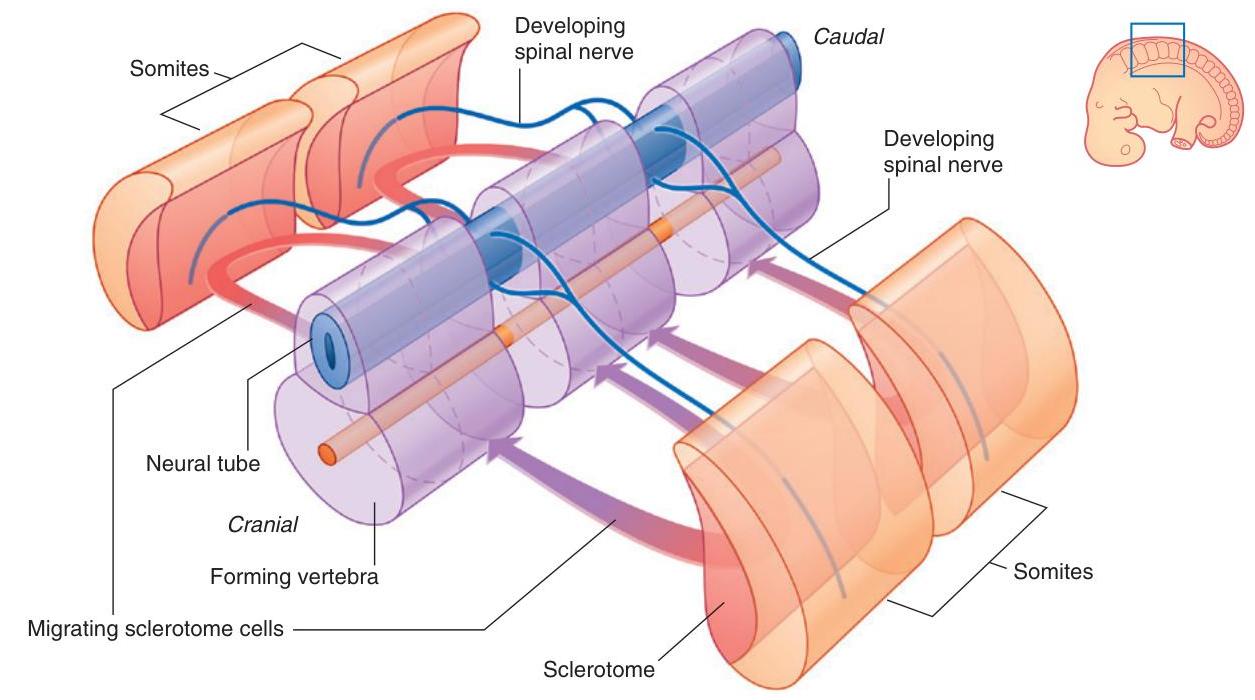 Developing
spinal nerve
Caudal
Somites
Developing
spinal nerve
Neural tube
Cranial
Forming vertebra
Somites
Migrating sclerotome cells
Sclerotome